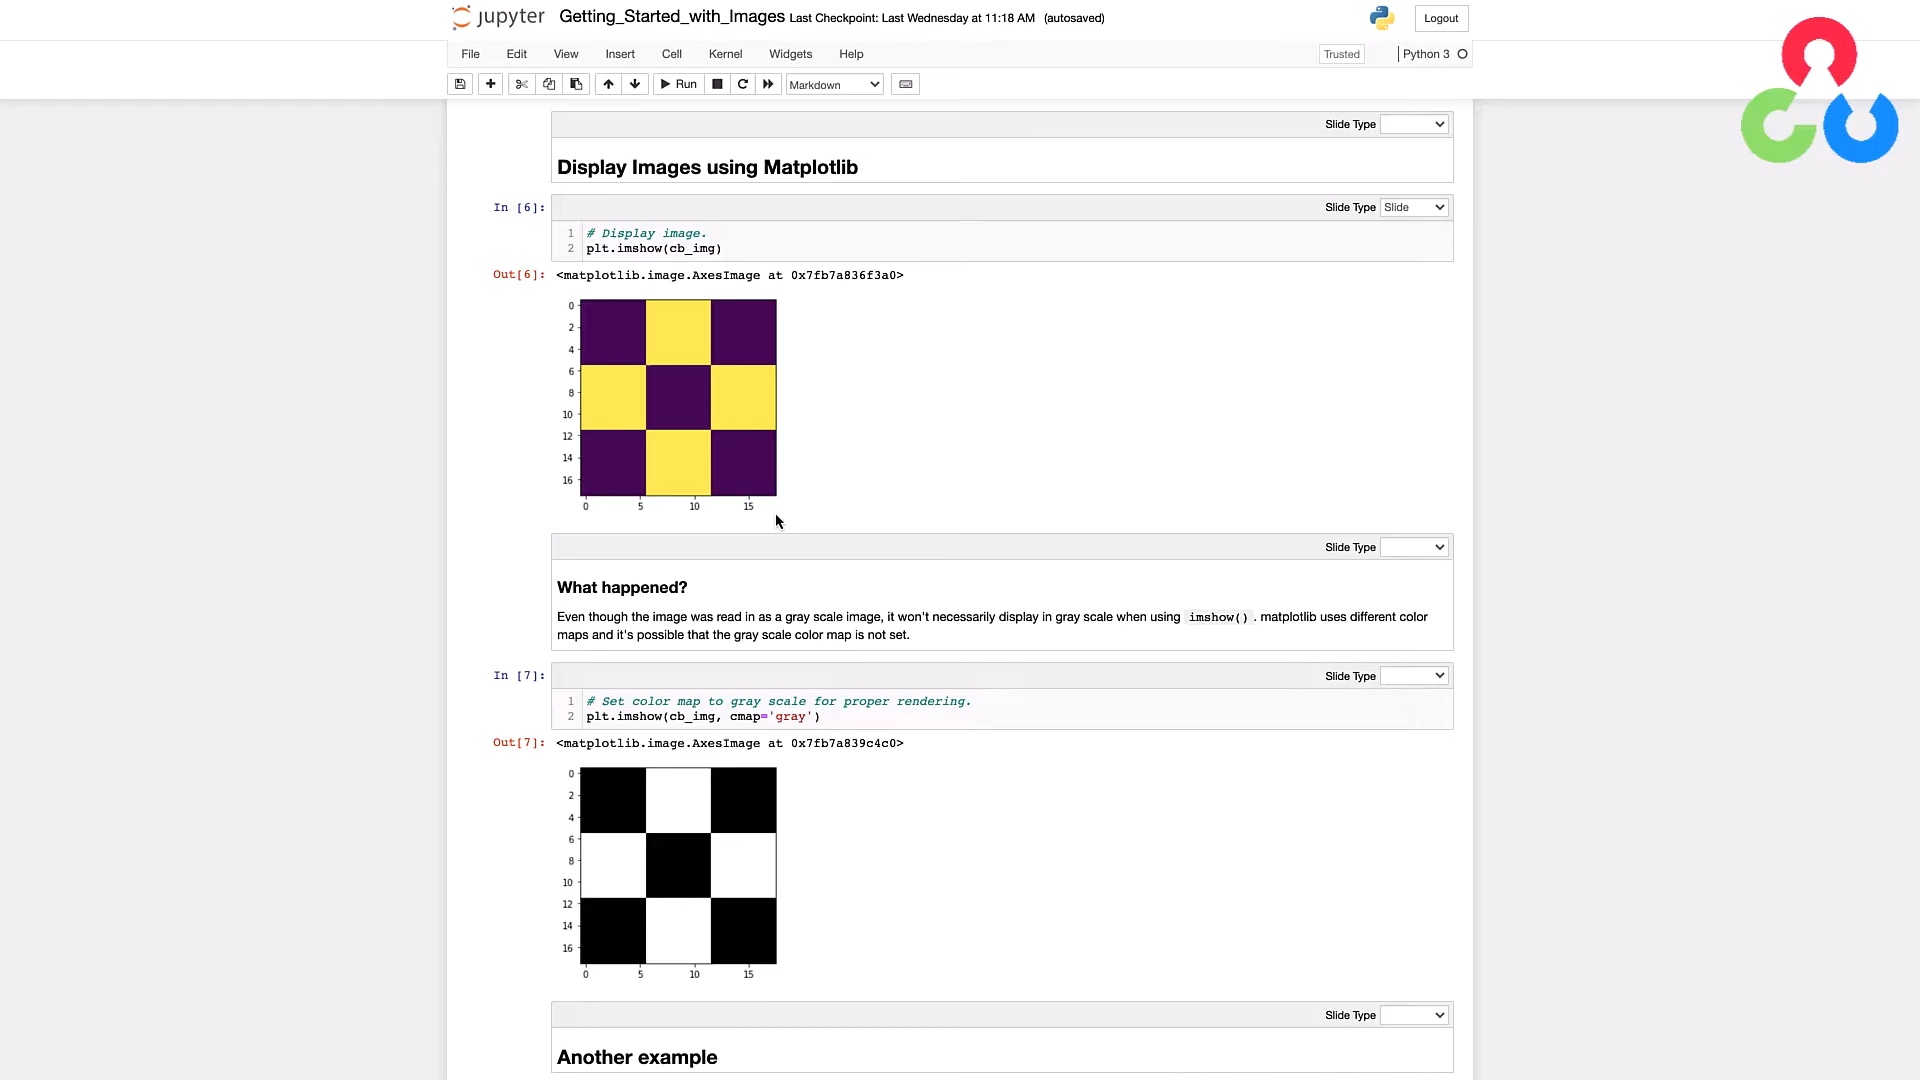 jupyter Getting_Started_with_Images Last Checkpoint: Last Wednesday at 11:18 AM (autosaved) Logout
File Edit View Insert Cell Kernel Widgets Help Trusted Python 3
Run Markdown
Slide Type
Display Images using Matplotlib
In [6]: Slide Type Slide
1 # Display image.
2 plt.imshow(cb_img)
Out[6]: <matplotlib.image.AxesImage at 0x7fb7a836f3a0>
0
2
4
6
8
10
12
14
16
0 5 10 15
Slide Type
What happened?
Even though the image was read in as a gray scale image, it won't necessarily display in gray scale when using imshow() . matplotlib uses different color
maps and it's possible that the gray scale color map is not set.
In [7]: Slide Type
1 # Set color map to gray scale for proper rendering.
2 plt.imshow(cb_img, cmap='gray')
Out[7]: <matplotlib.image.AxesImage at 0x7fb7a839c4c0>
0
2
4
6
8
10
12
14
16
0 5 10 15
Slide Type
Another example